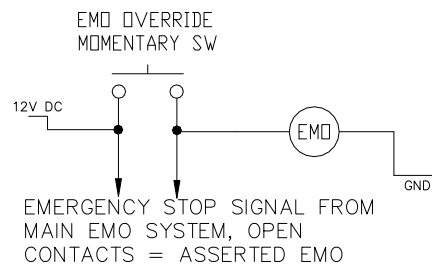 EMO OVERRIDE
MOMENTARY SW
12V DC
EMO
GND
EMERGENCY STOP SIGNAL FROM
MAIN EMO SYSTEM, OPEN
CONTACTS = ASSERTED EMO